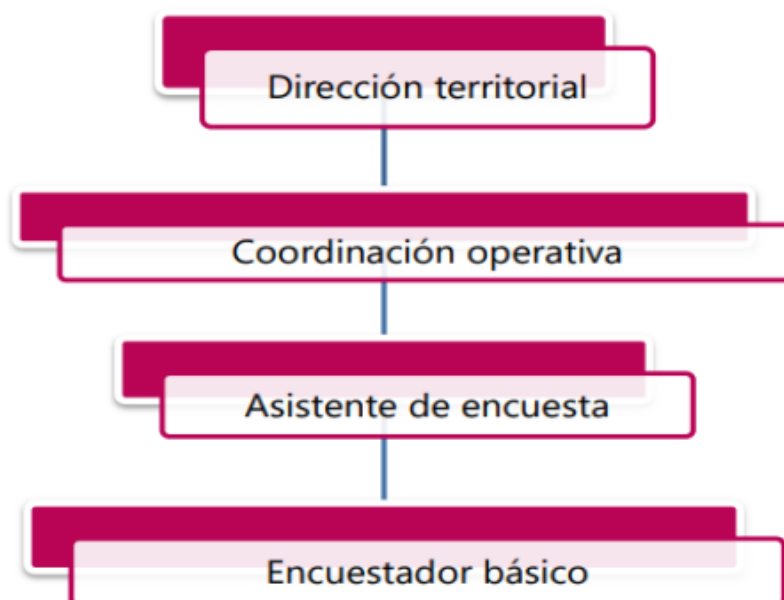 Dirección territorial
Coordinación operativa
Asistente de encuesta
Encuestador básico